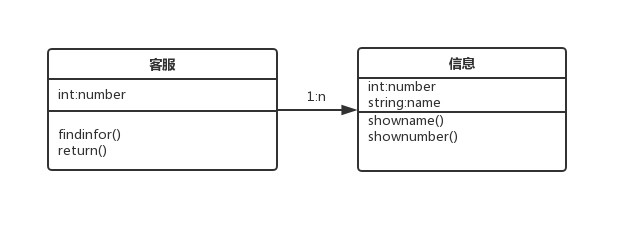 客服
int:number
findinfor()
return()
1:n
信息
int:number
string:name
showname()
shownumber()